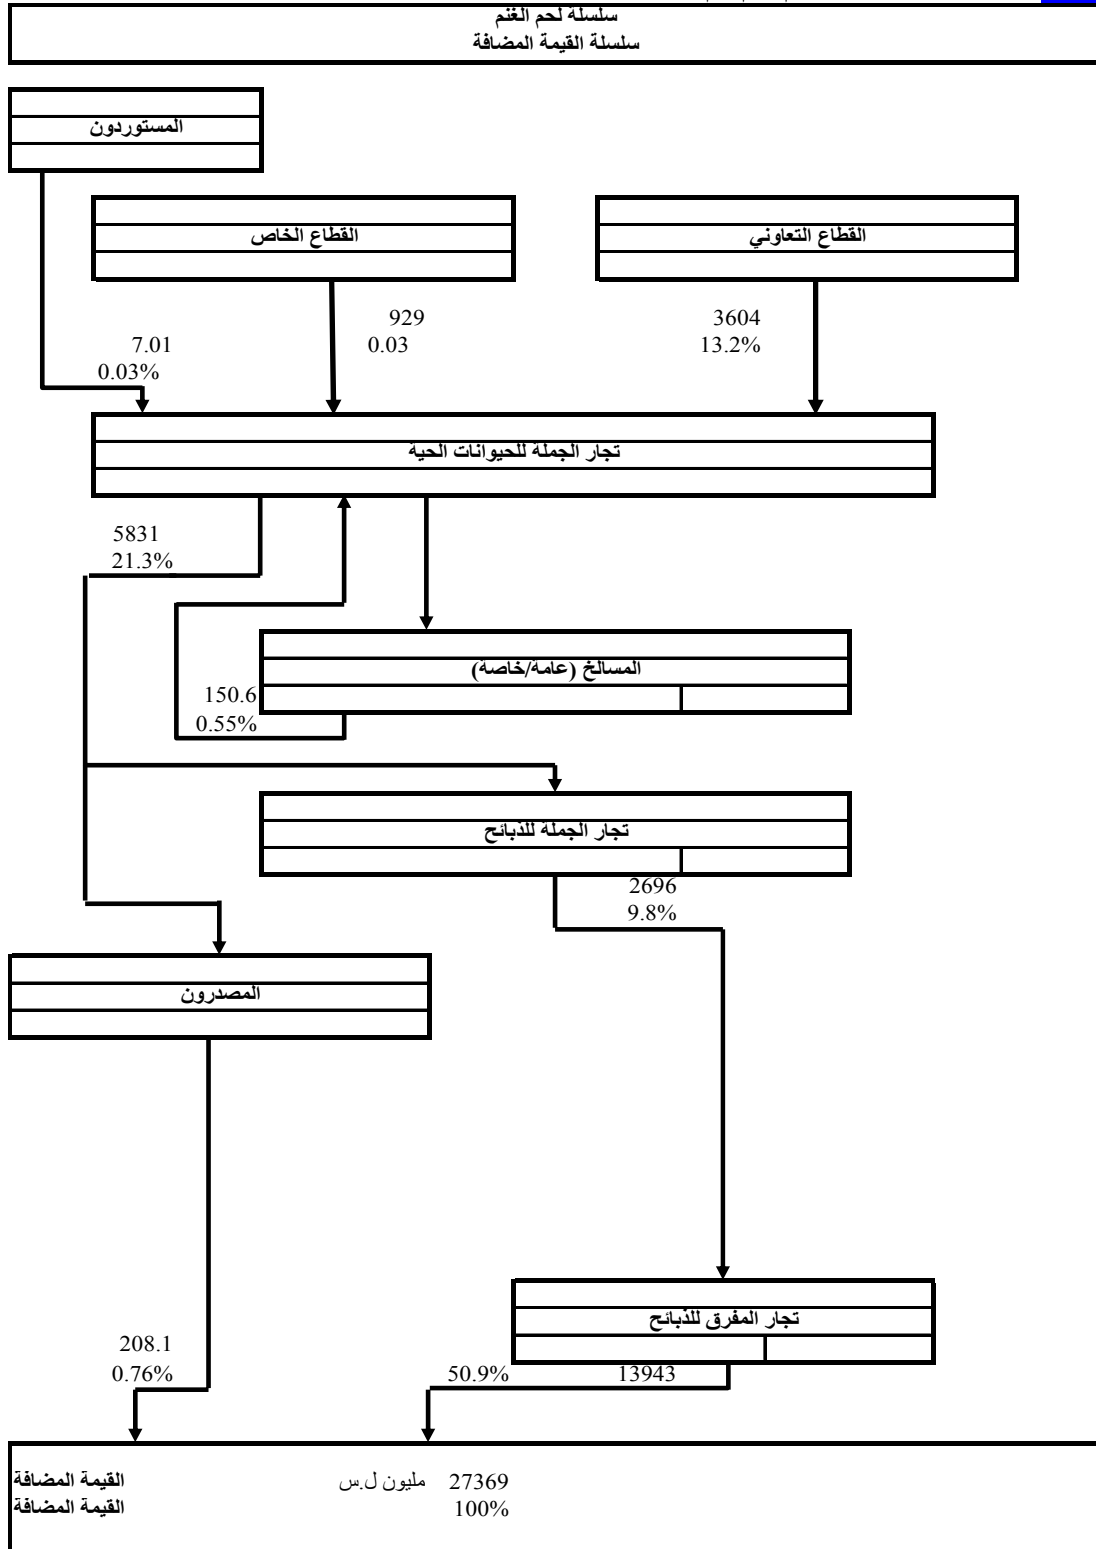 سلسلة لحم الغنم
سلسلة القيمة المضافة
المستوردون
القطاع التعاوني
القطاع الخاص
3604
13.2%
929
0.03
7.01
0.03%
تجار الجملة للحيوانات الحية
5831
21.3%
المسالخ (عامة/خاصة)
150.6
0.55%
تجار الجملة للذبائح
2696
9.8%
المصدرون
تجار المفرق للذبائح
208.1
0.76%
13943
50.9%
القيمة المضافة 27369 مليون ل.س
القيمة المضافة 100%